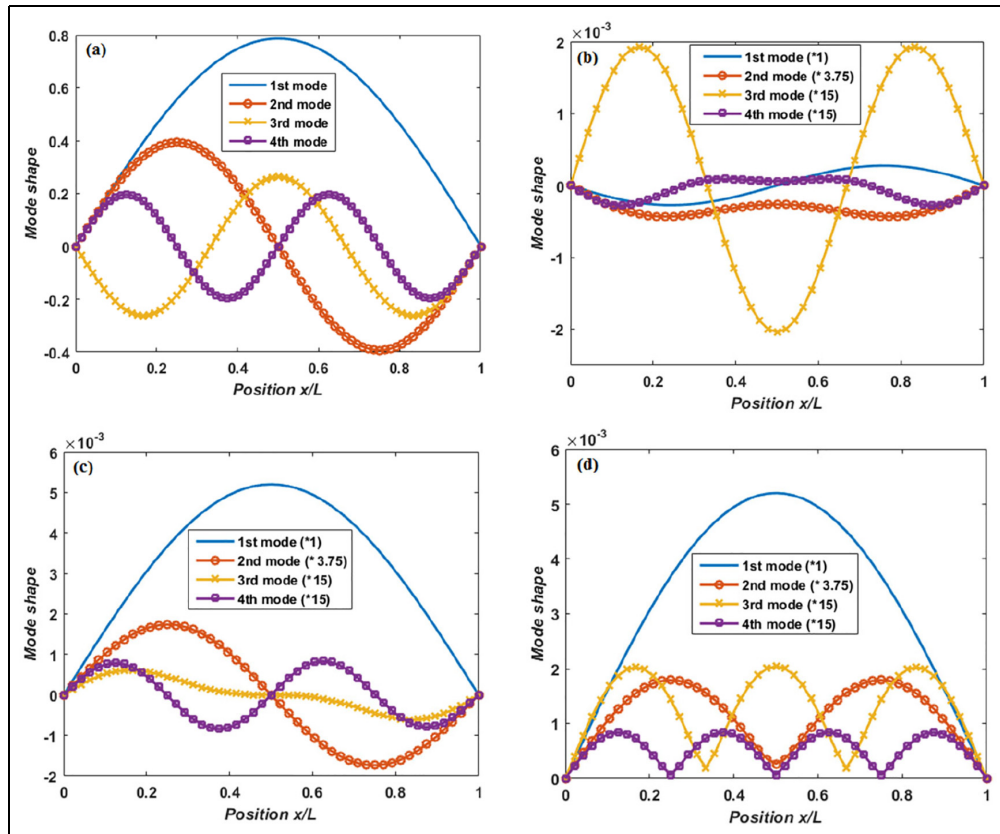 (a)
0.8
0.6
0.4
0.2
0
-0.2
-0.4
Mode shape
1st mode
2nd mode
3rd mode
4th mode
0 0.2 0.4 0.6 0.8 1
Position x/L
×10⁻³
(b)
2
1
0
-1
-2
Mode shape
1st mode (*1)
2nd mode (* 3.75)
3rd mode (*15)
4th mode (*15)
0 0.2 0.4 0.6 0.8 1
Position x/L
×10⁻³
(c)
6
5
4
3
2
1
0
-1
-2
Mode shape
1st mode (*1)
2nd mode (* 3.75)
3rd mode (*15)
4th mode (*15)
0 0.2 0.4 0.6 0.8 1
Position x/L
×10⁻³
(d)
6
5
4
3
2
1
0
Mode shape
1st mode (*1)
2nd mode (*3.75)
3rd mode (*15)
4th mode (*15)
0 0.2 0.4 0.6 0.8 1
Position x/L